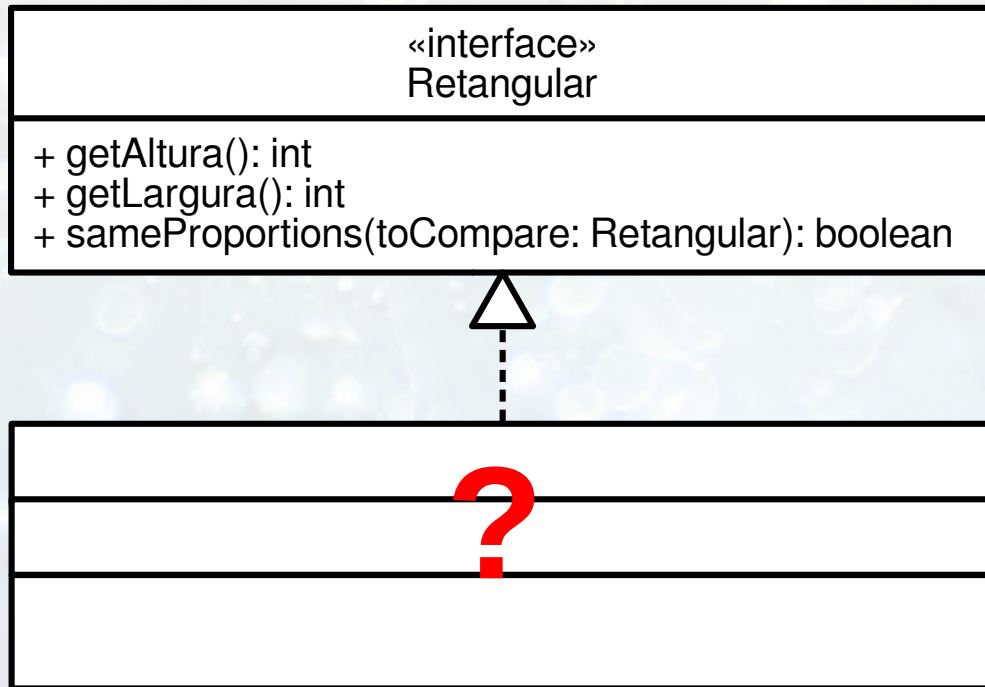 «interface»
Retangular
+ getAltura(): int
+ getLargura(): int
+ sameProportions(toCompare: Retangular): boolean
?